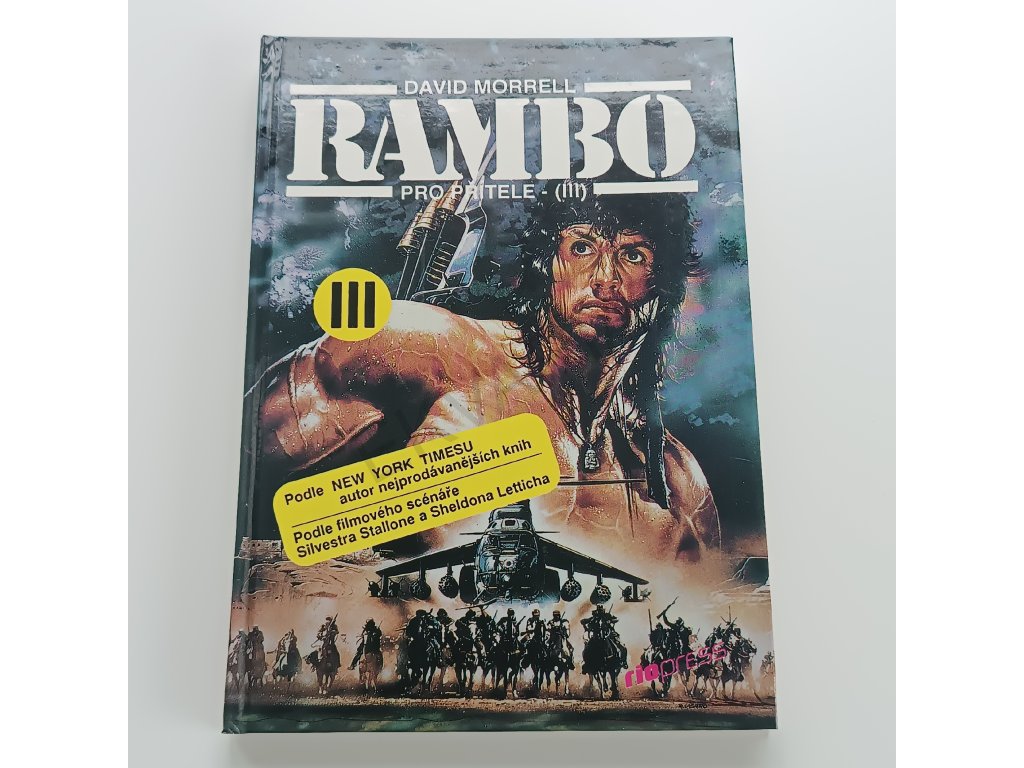 DAVID MORRELL
RAMBO
PRO PŘÍTELE - (III)
III
Podle NEW YORK TIMESU
autor nejprodávanějších knih
Podle filmového scénáře
Silvestra Stallone a Sheldona Letticha
riopress